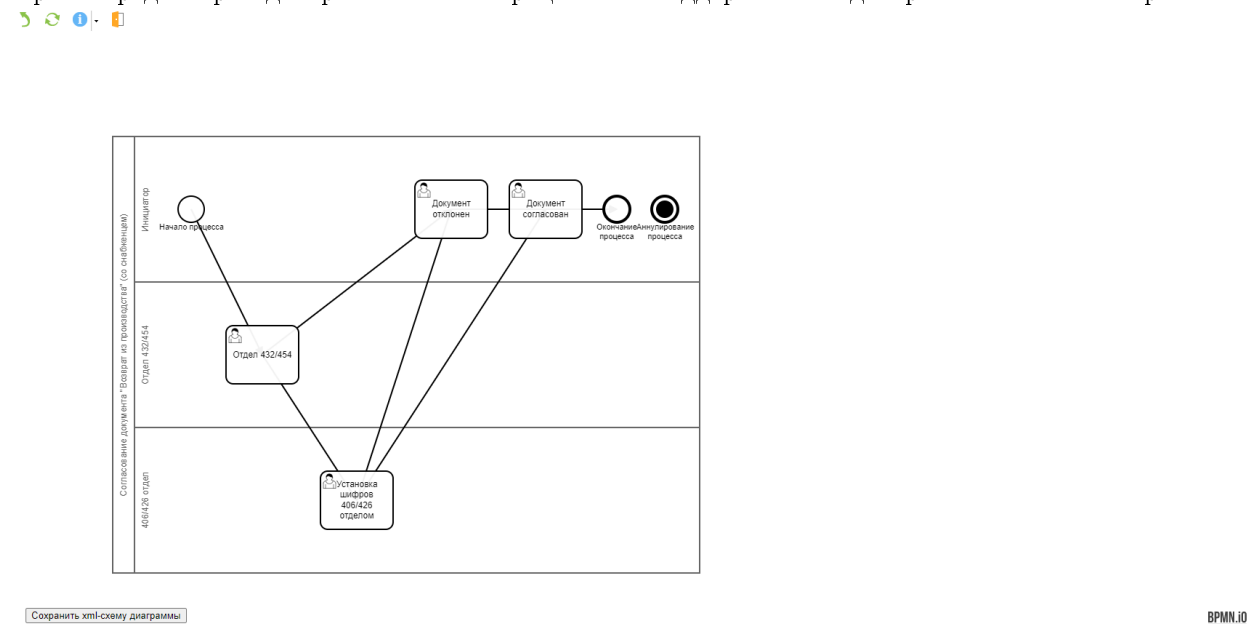 Согласование документа "Возврат из производства" (со снабженцем)
Инициатор
Начало процесса
Документ
отклонен
Документ
согласован
Окончание
процесса
Аннулирование
процесса
Отдел 432/454
Отдел 432/454
406/426 отдел
Установка
шифров
406/426
отделом
Сохранить xml-схему диаграммы
BPMN.iO